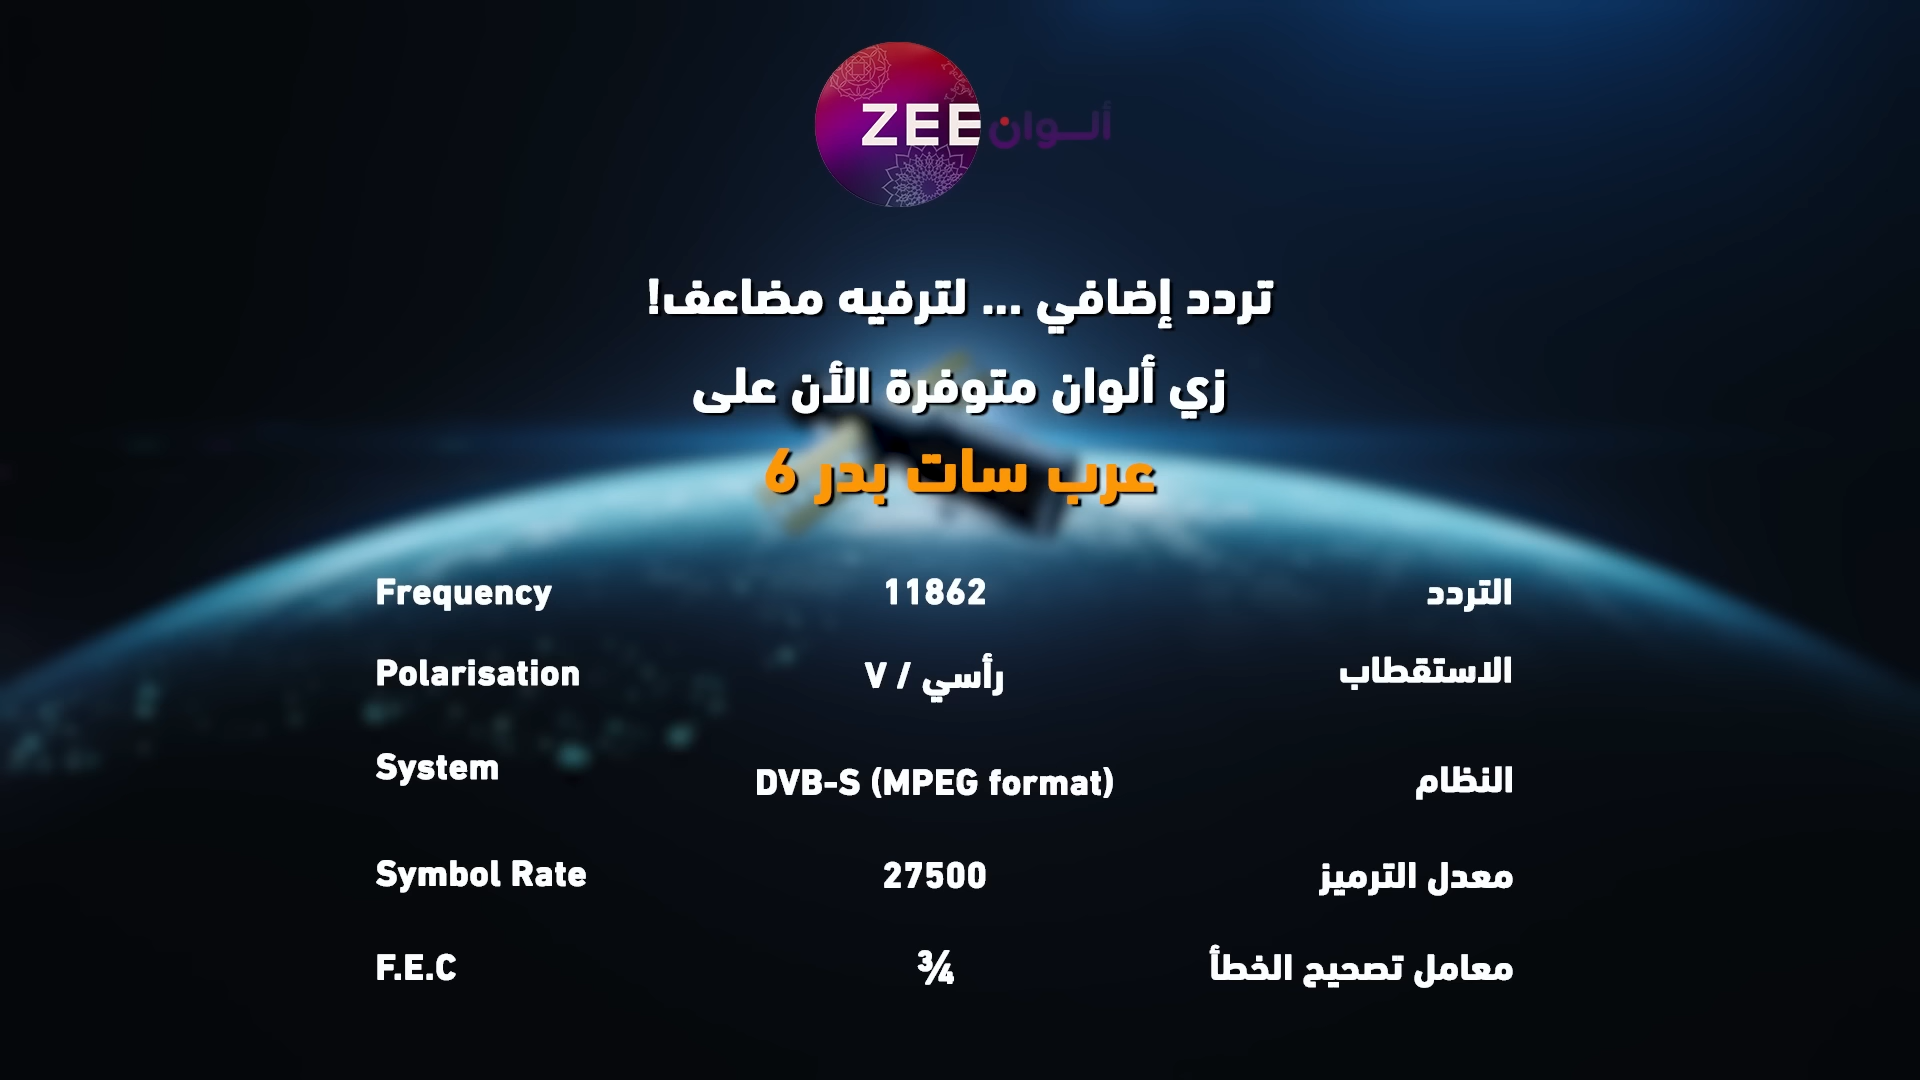 ZEE ألوان
تردد إضافي ... لترفيه مضاعف!
زي ألوان متوفرة الأن على
عرب سات بدر 6
Frequency 11862 التردد
Polarisation رأسي / V الاستقطاب
System DVB-S (MPEG format) النظام
Symbol Rate 27500 معدل الترميز
F.E.C ¾ معامل تصحيح الخطأ